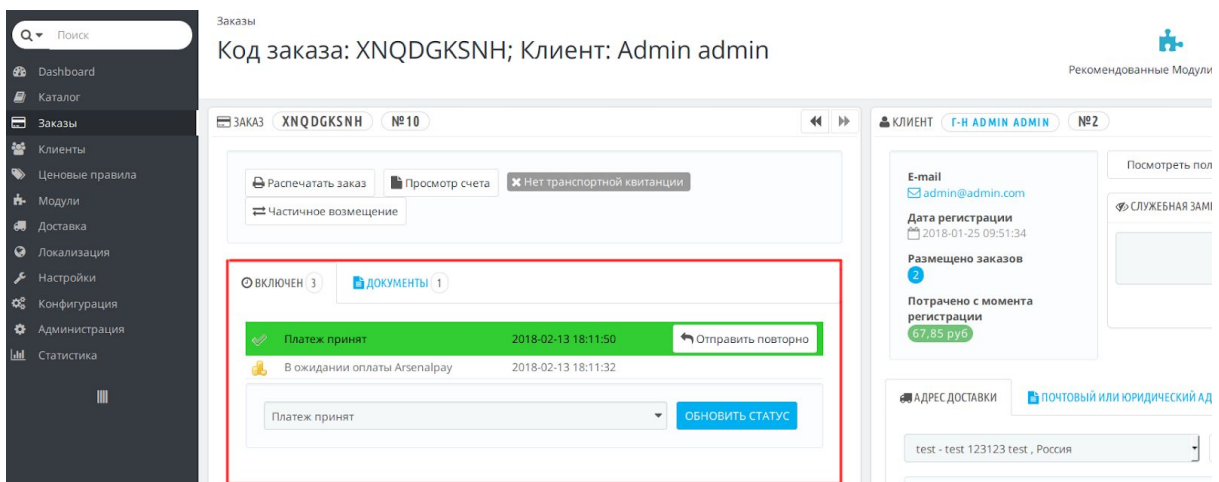 Поиск
Dashboard
Каталог
Заказы
Клиенты
Ценовые правила
Модули
Доставка
Локализация
Настройки
Конфигурация
Администрация
Статистика
Заказы
Код заказа: XNQDGKSNH; Клиент: Admin admin
Рекомендованные Модули
ЗАКАЗ XNQDGKSNH №10
Распечатать заказ Просмотр счета Нет транспортной квитанции
Частичное возмещение
ВКЛЮЧЕН 3 ДОКУМЕНТЫ 1
Платеж принят 2018-02-13 18:11:50 Отправить повторно
В ожидании оплаты Arsenalpay 2018-02-13 18:11:32
Платеж принят ОБНОВИТЬ СТАТУС
КЛИЕНТ Г-Н ADMIN ADMIN №2
E-mail
admin@admin.com
Дата регистрации
2018-01-25 09:51:34
Размещено заказов
2
Потрачено с момента
регистрации
67,85 руб
Посмотреть пол
СЛУЖЕБНАЯ ЗАМ
АДРЕС ДОСТАВКИ ПОЧТОВЫЙ ИЛИ ЮРИДИЧЕСКИЙ АД
test - test 123123 test , Россия